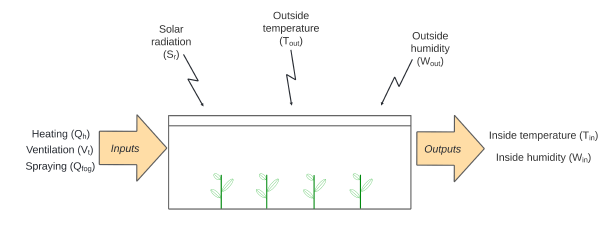 Solar
radiation
(Sr)
Outside
temperature
(Tout)
Outside
humidity
(Wout)
Heating (Qh)
Ventilation (Vt)
Spraying (Qfog)
Inputs
Outputs
Inside temperature (Tin)
Inside humidity (Win)